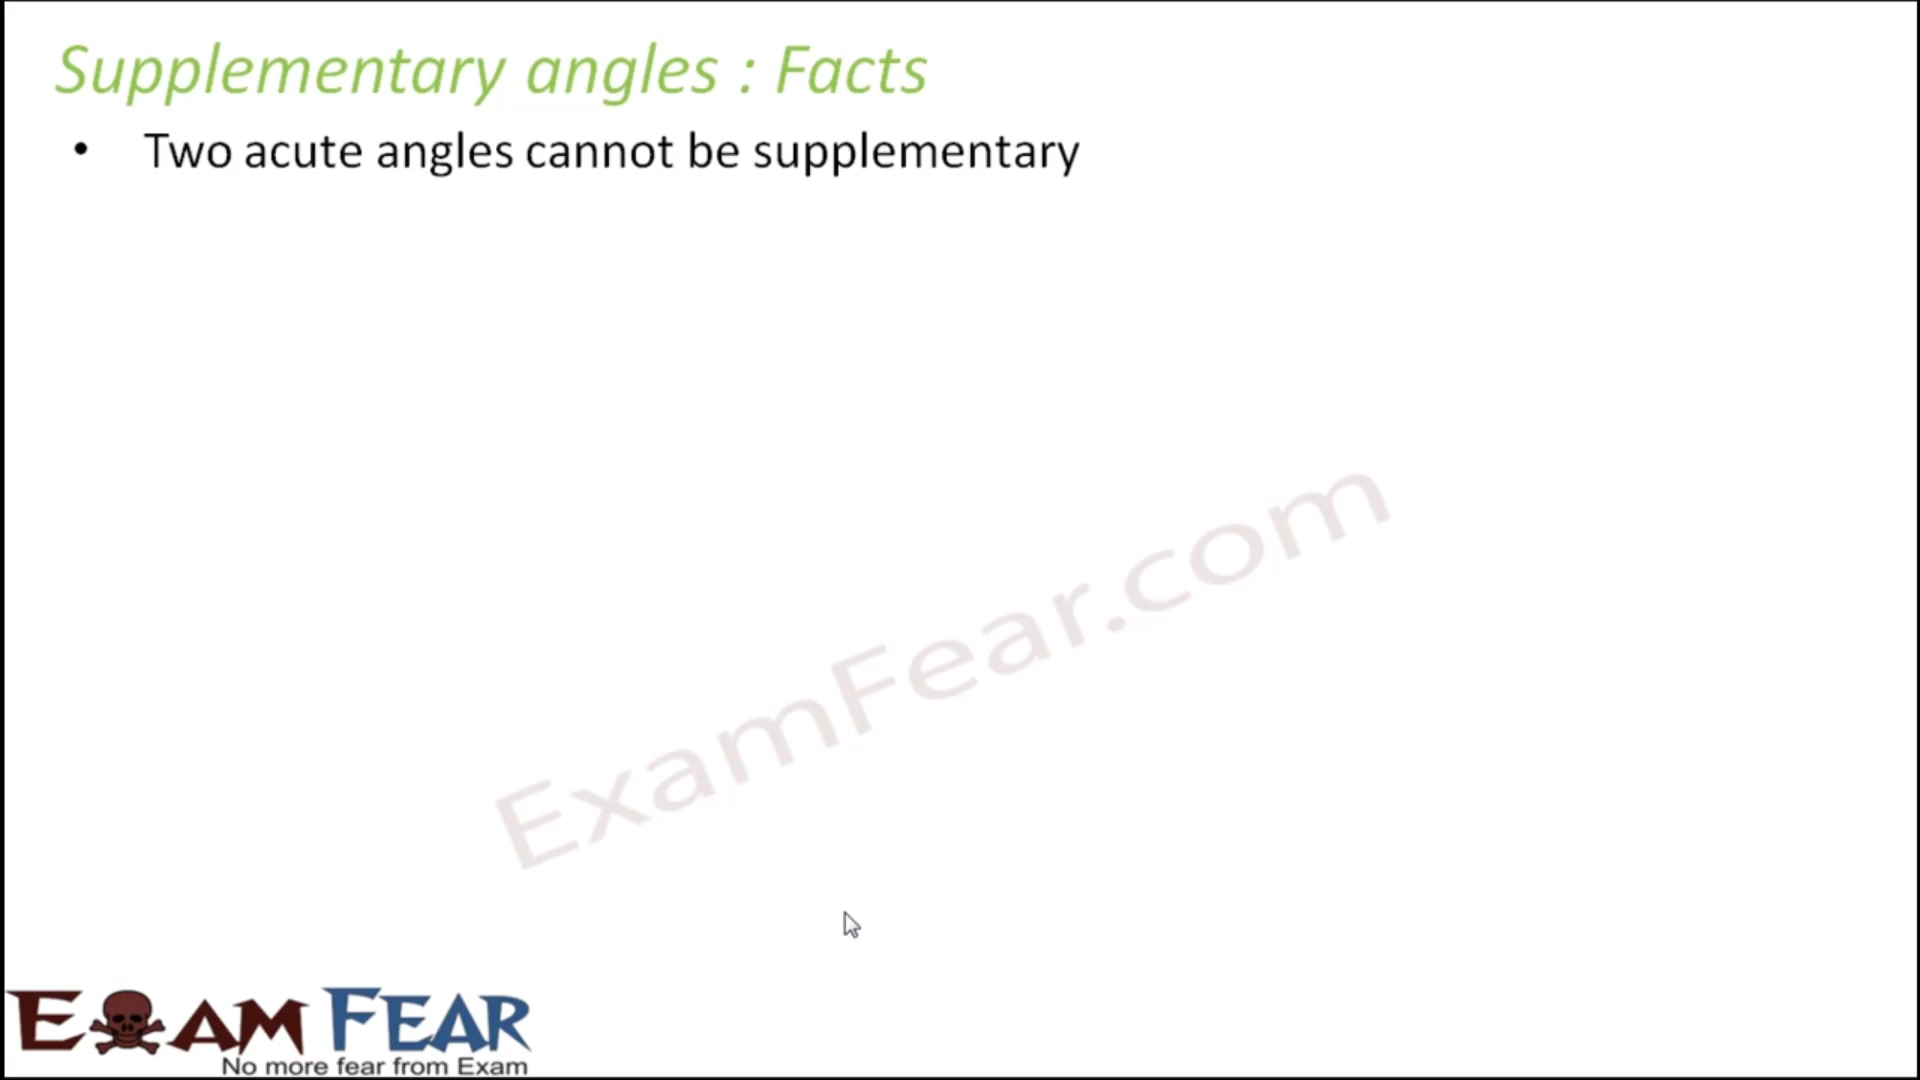 Supplementary angles : Facts
• Two acute angles cannot be supplementary
ExamFear.com
EXAM FEAR
No more fear from Exam